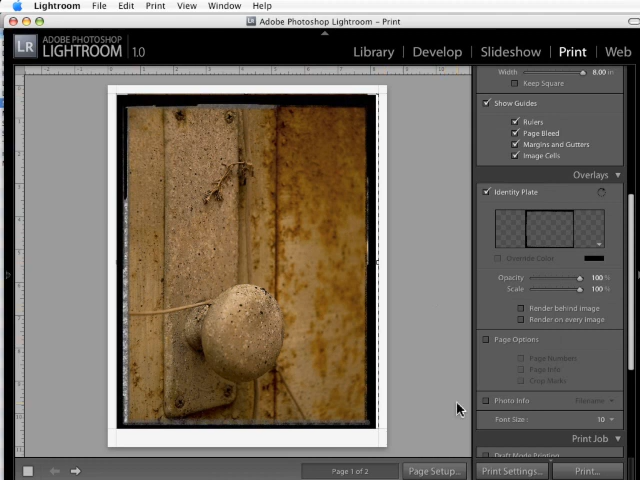 Lightroom File Edit Print View Window Help
Adobe Photoshop Lightroom – Print
LR ADOBE PHOTOSHOP LIGHTROOM 1.0
Library | Develop | Slideshow | Print | Web
Width 8.00 in
Keep Square
Show Guides
Rulers
Page Bleed
Margins and Gutters
Image Cells
Overlays
Identity Plate
Override Color
Opacity 100 %
Scale 100 %
Render behind image
Render on every image
Page Options
Page Numbers
Page Info
Crop Marks
Photo Info Filename
Font Size : 10
Print Job
Draft Mode Printing
Page 1 of 2 Page Setup... Print Settings... Print...